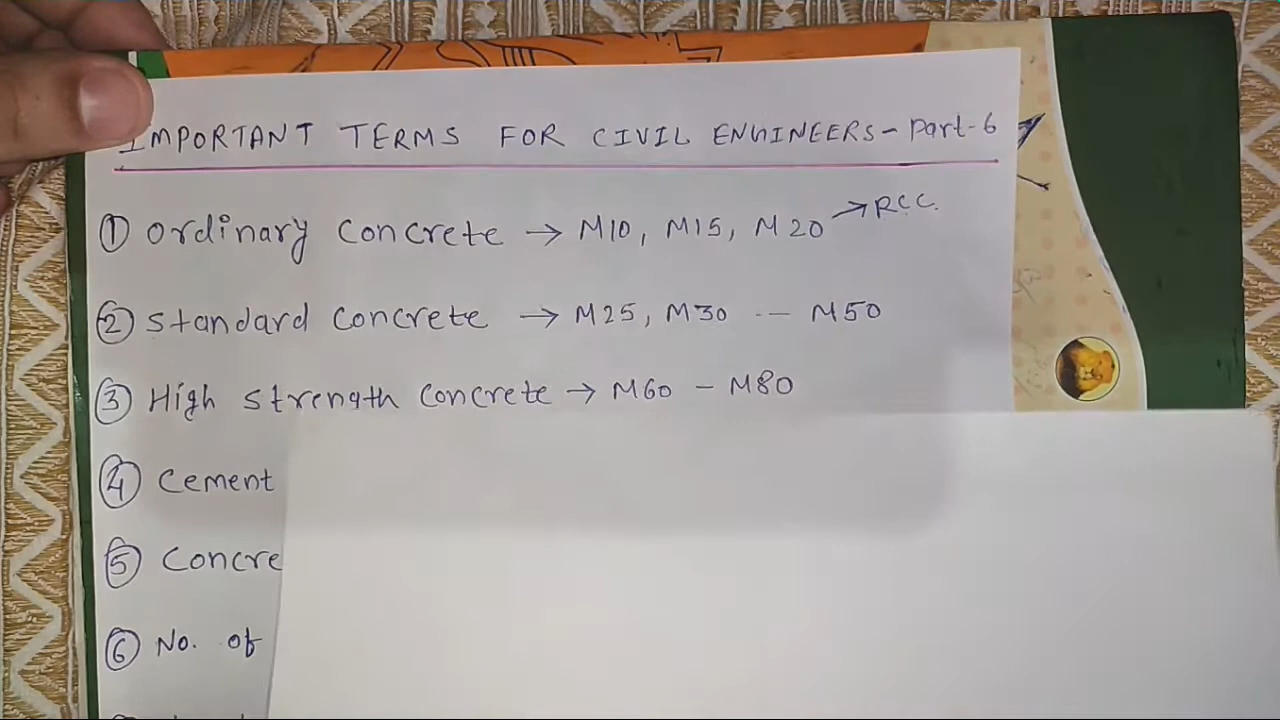 IMPORTANT TERMS FOR CIVIL ENGINEERS - Part-6
① Ordinary Concrete → M10, M15, M20 → R.C.C.
② Standard Concrete → M25, M30 -- M50
③ High Strength Concrete → M60 - M80
④ Cement
⑤ Concre
⑥ No. of